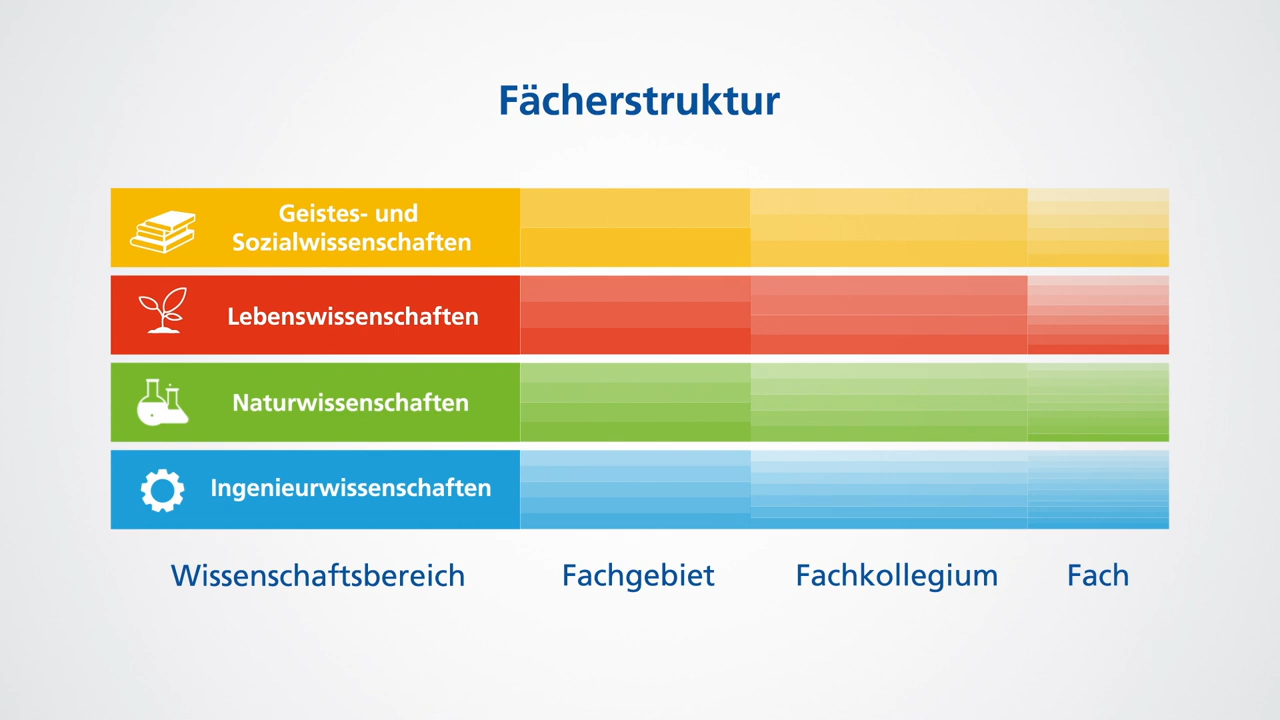 Fächerstruktur
Geistes- und
Sozialwissenschaften
Lebenswissenschaften
Naturwissenschaften
Ingenieurwissenschaften
Wissenschaftsbereich
Fachgebiet
Fachkollegium
Fach